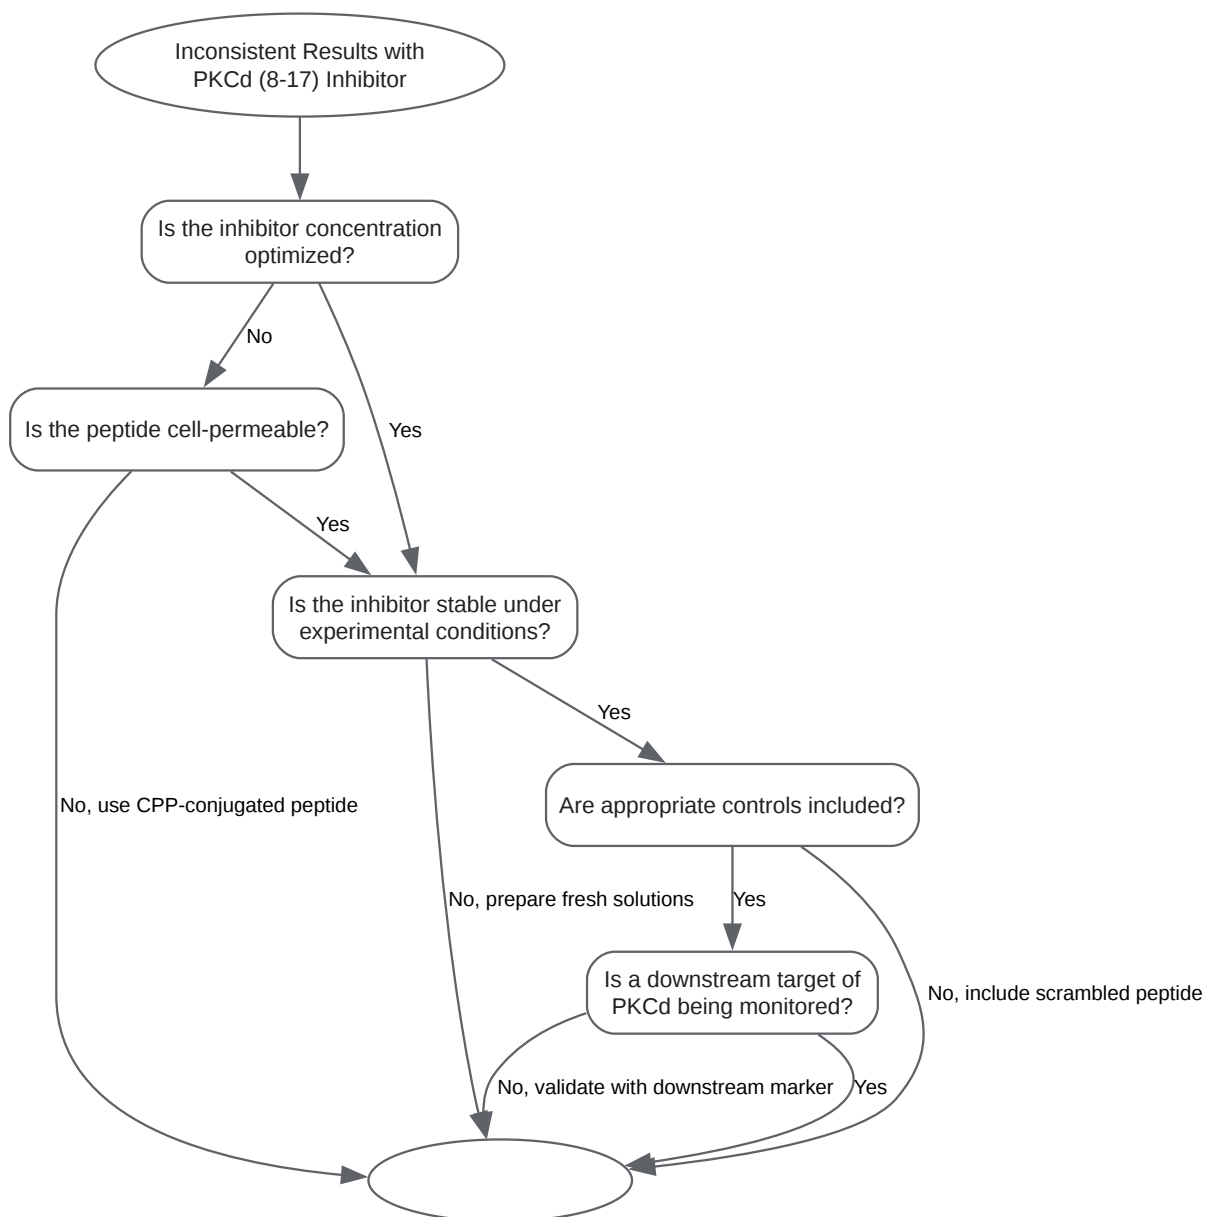 Inconsistent Results with
PKCd (8-17) Inhibitor
Is the inhibitor concentration
optimized?
No
Is the peptide cell-permeable?
Yes
Yes
Is the inhibitor stable under
experimental conditions?
Yes
No, use CPP-conjugated peptide
Are appropriate controls included?
No, prepare fresh solutions
Yes
Is a downstream target of
PKCd being monitored?
No, include scrambled peptide
No, validate with downstream marker
Yes